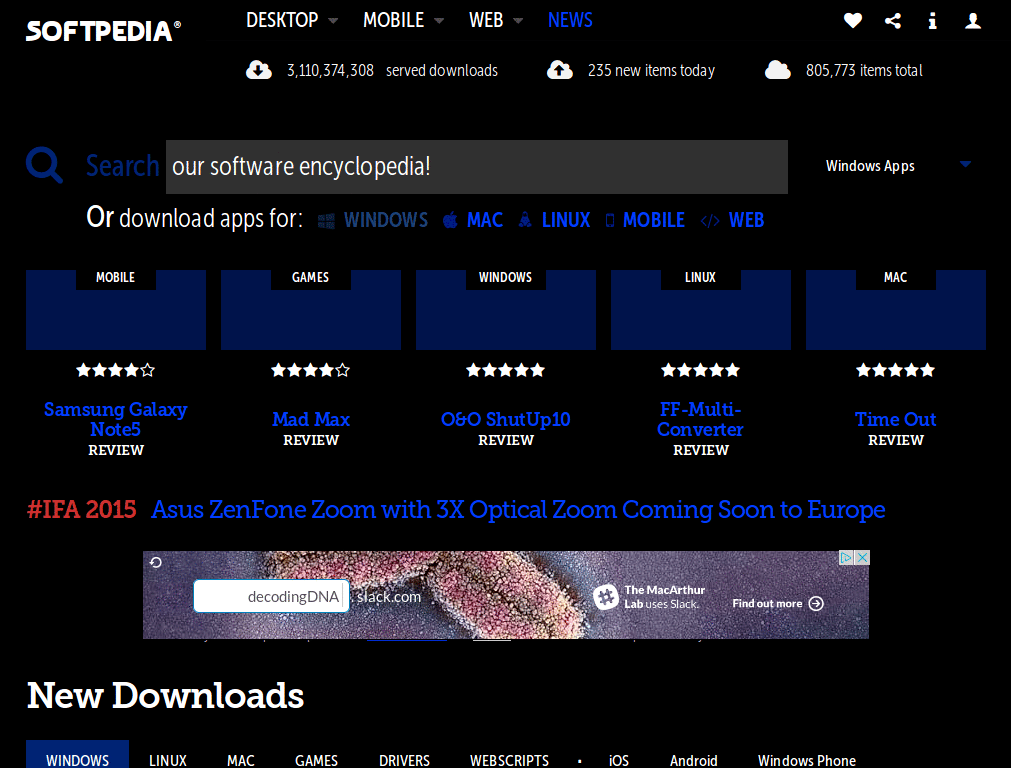 SOFTPEDIA®
DESKTOP MOBILE WEB NEWS
3,110,374,308 served downloads 235 new items today 805,773 items total
Search our software encyclopedia! Windows Apps
Or download apps for: WINDOWS MAC LINUX MOBILE </> WEB
MOBILE GAMES WINDOWS LINUX MAC
Samsung Galaxy Note5
REVIEW
Mad Max
REVIEW
O&O ShutUp10
REVIEW
FF-Multi-
Converter
REVIEW
Time Out
REVIEW
#IFA 2015 Asus ZenFone Zoom with 3X Optical Zoom Coming Soon to Europe
decodingDNA .slack.com
The MacArthur
Lab uses Slack.
Find out more
New Downloads
WINDOWS LINUX MAC GAMES DRIVERS WEBSCRIPTS · iOS Android Windows Phone